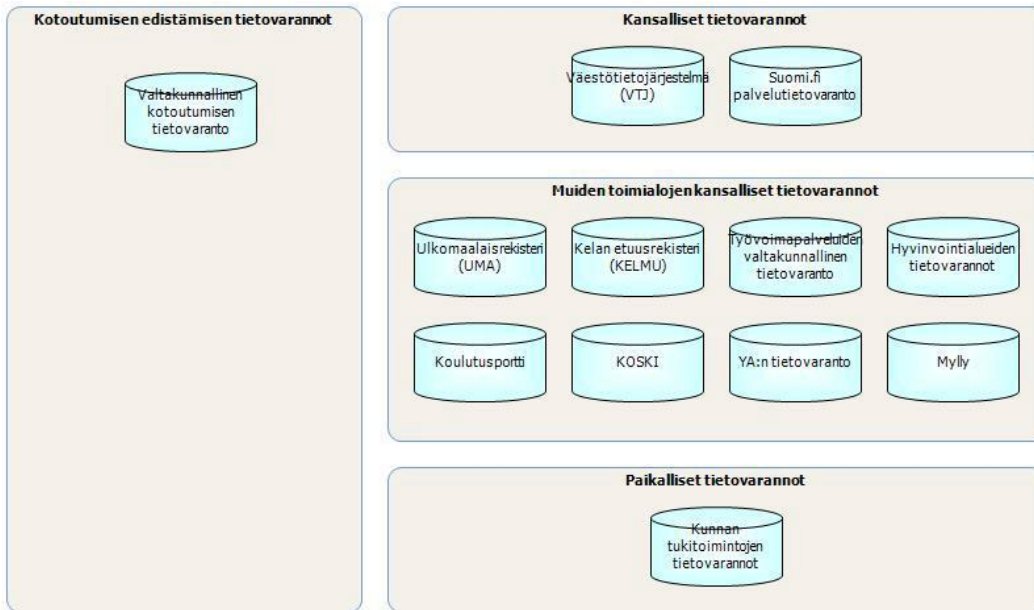 Kotoutumisen edistämisen tietovarannot
Valtakunnallinen
kotoutumisen
tietovaranto
Kansalliset tietovarannot
Väestötietojärjestelmä
(VTJ)
Suomi.fi
palvelutietovaranto
Muiden toimialojen kansalliset tietovarannot
Ulkomaalaisrekisteri
(UMA)
Kelan etuusrekisteri
(KELMU)
Työvoimapalveluiden
valtakunnallinen
tietovaranto
Hyvinvointialueiden
tietovarannot
Koulutusportti
KOSKI
YA:n tietovaranto
Mylly
Paikalliset tietovarannot
Kunnan
tukitoimintojen
tietovarannot